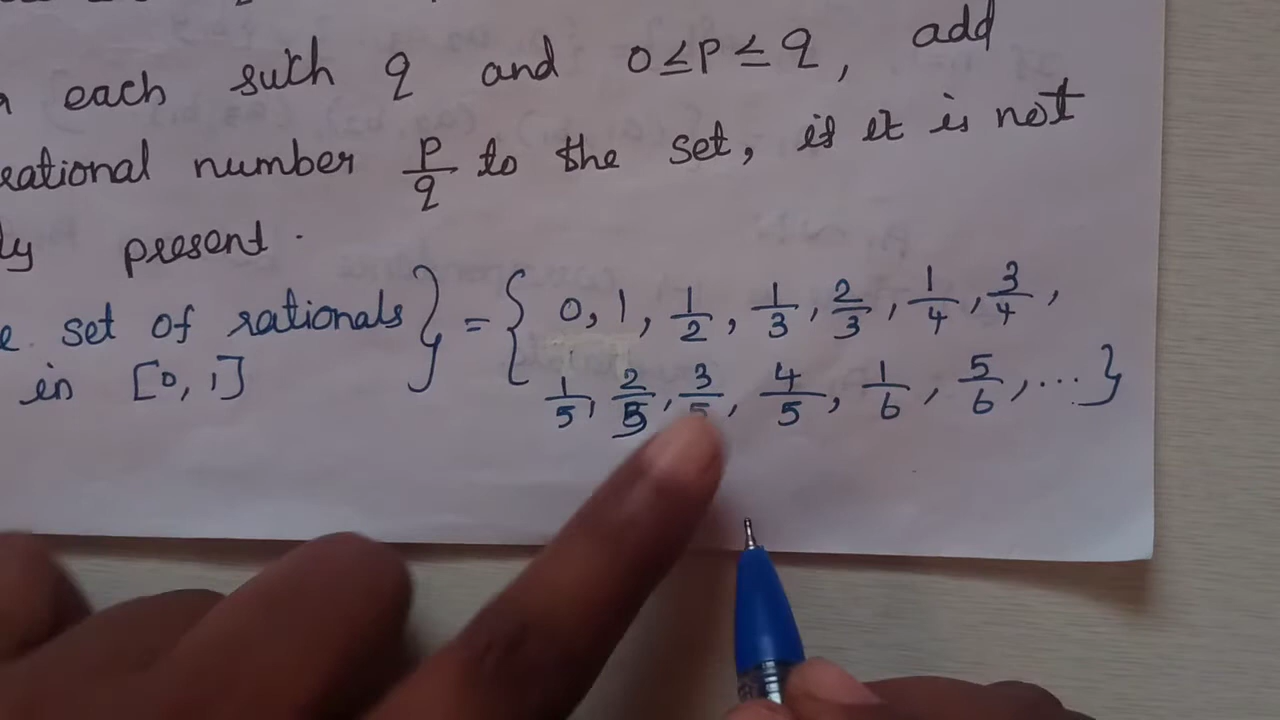 each such q and 0≤p≤q, add
rational number p/q to the set, if it is not
present.
set of rationals } = { 0, 1, 1/2, 1/3, 2/3, 1/4, 3/4,
in [0, 1] 1/5, 2/5, 3/5, 4/5, 1/6, 5/6, ... }